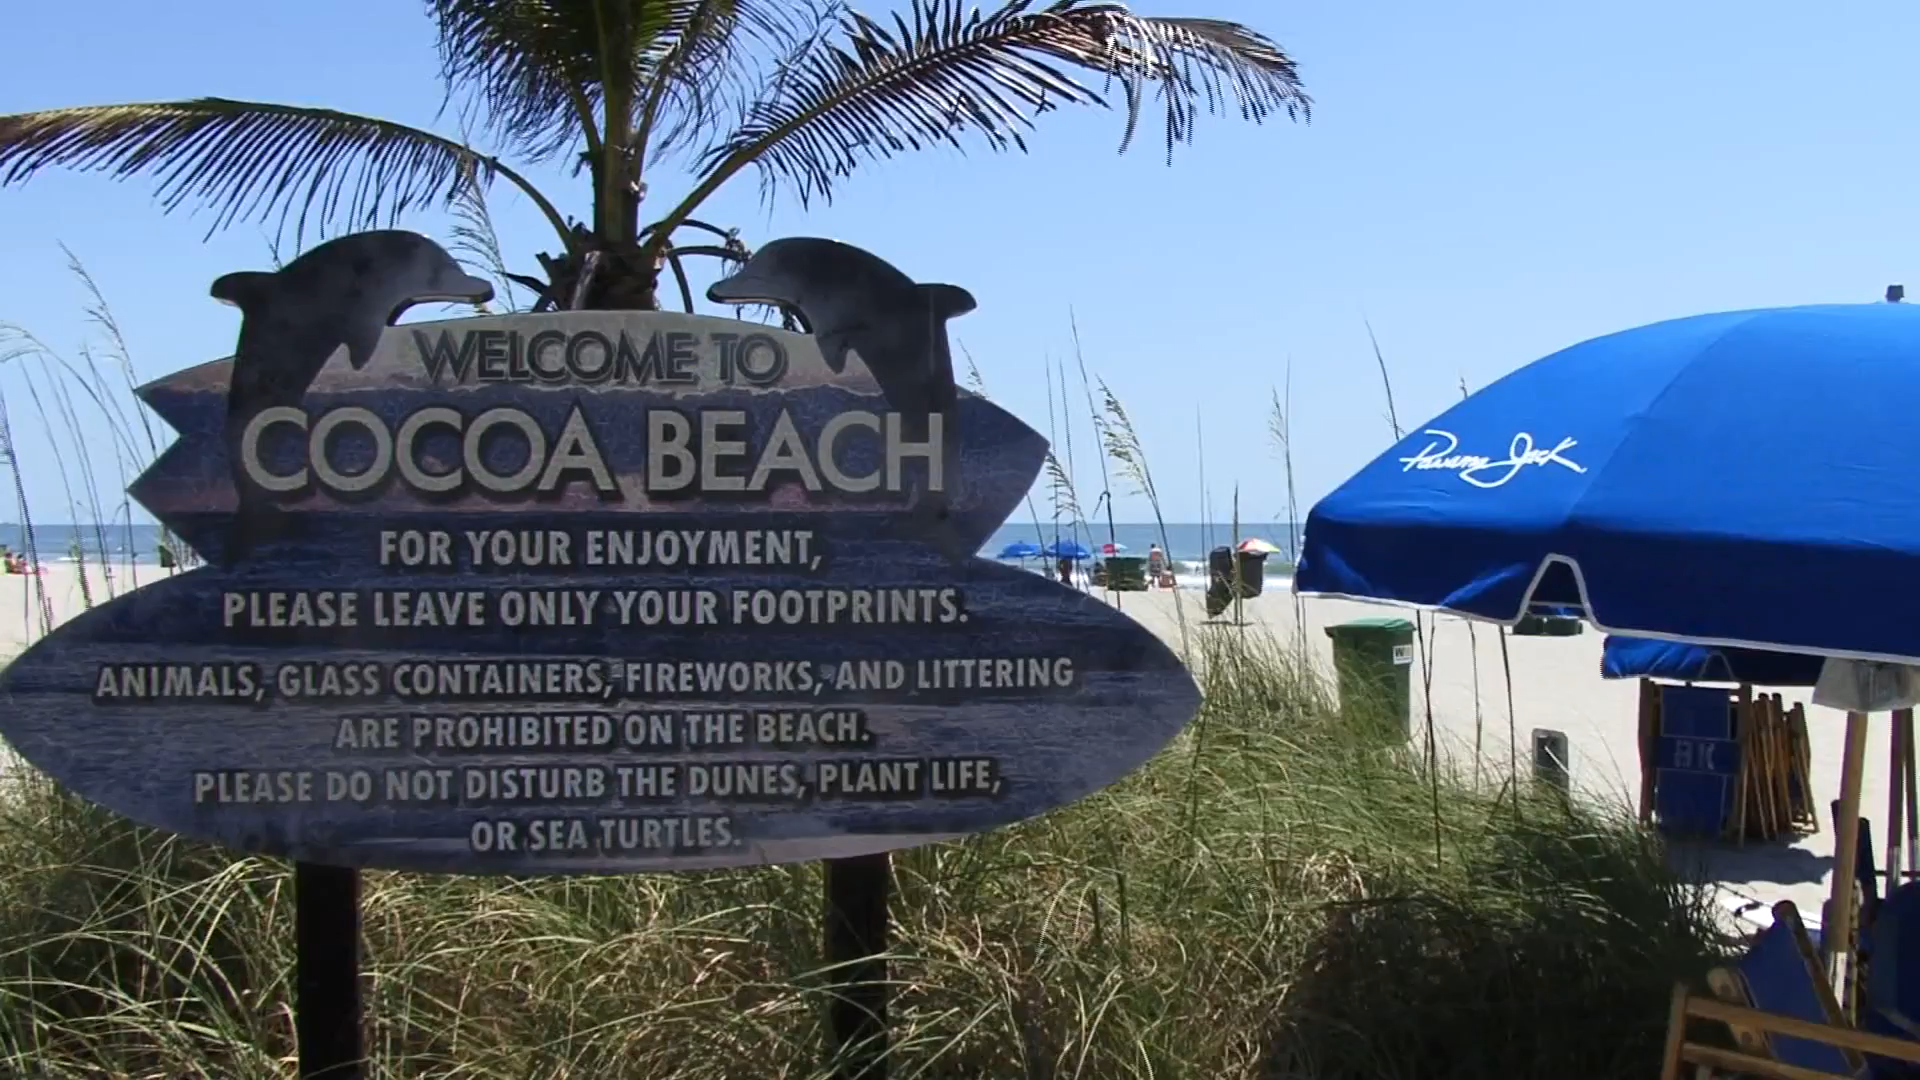 WELCOME TO
COCOA BEACH
FOR YOUR ENJOYMENT,
PLEASE LEAVE ONLY YOUR FOOTPRINTS.
ANIMALS, GLASS CONTAINERS, FIREWORKS, AND LITTERING
ARE PROHIBITED ON THE BEACH.
PLEASE DO NOT DISTURB THE DUNES, PLANT LIFE,
OR SEA TURTLES.
Panama Jack